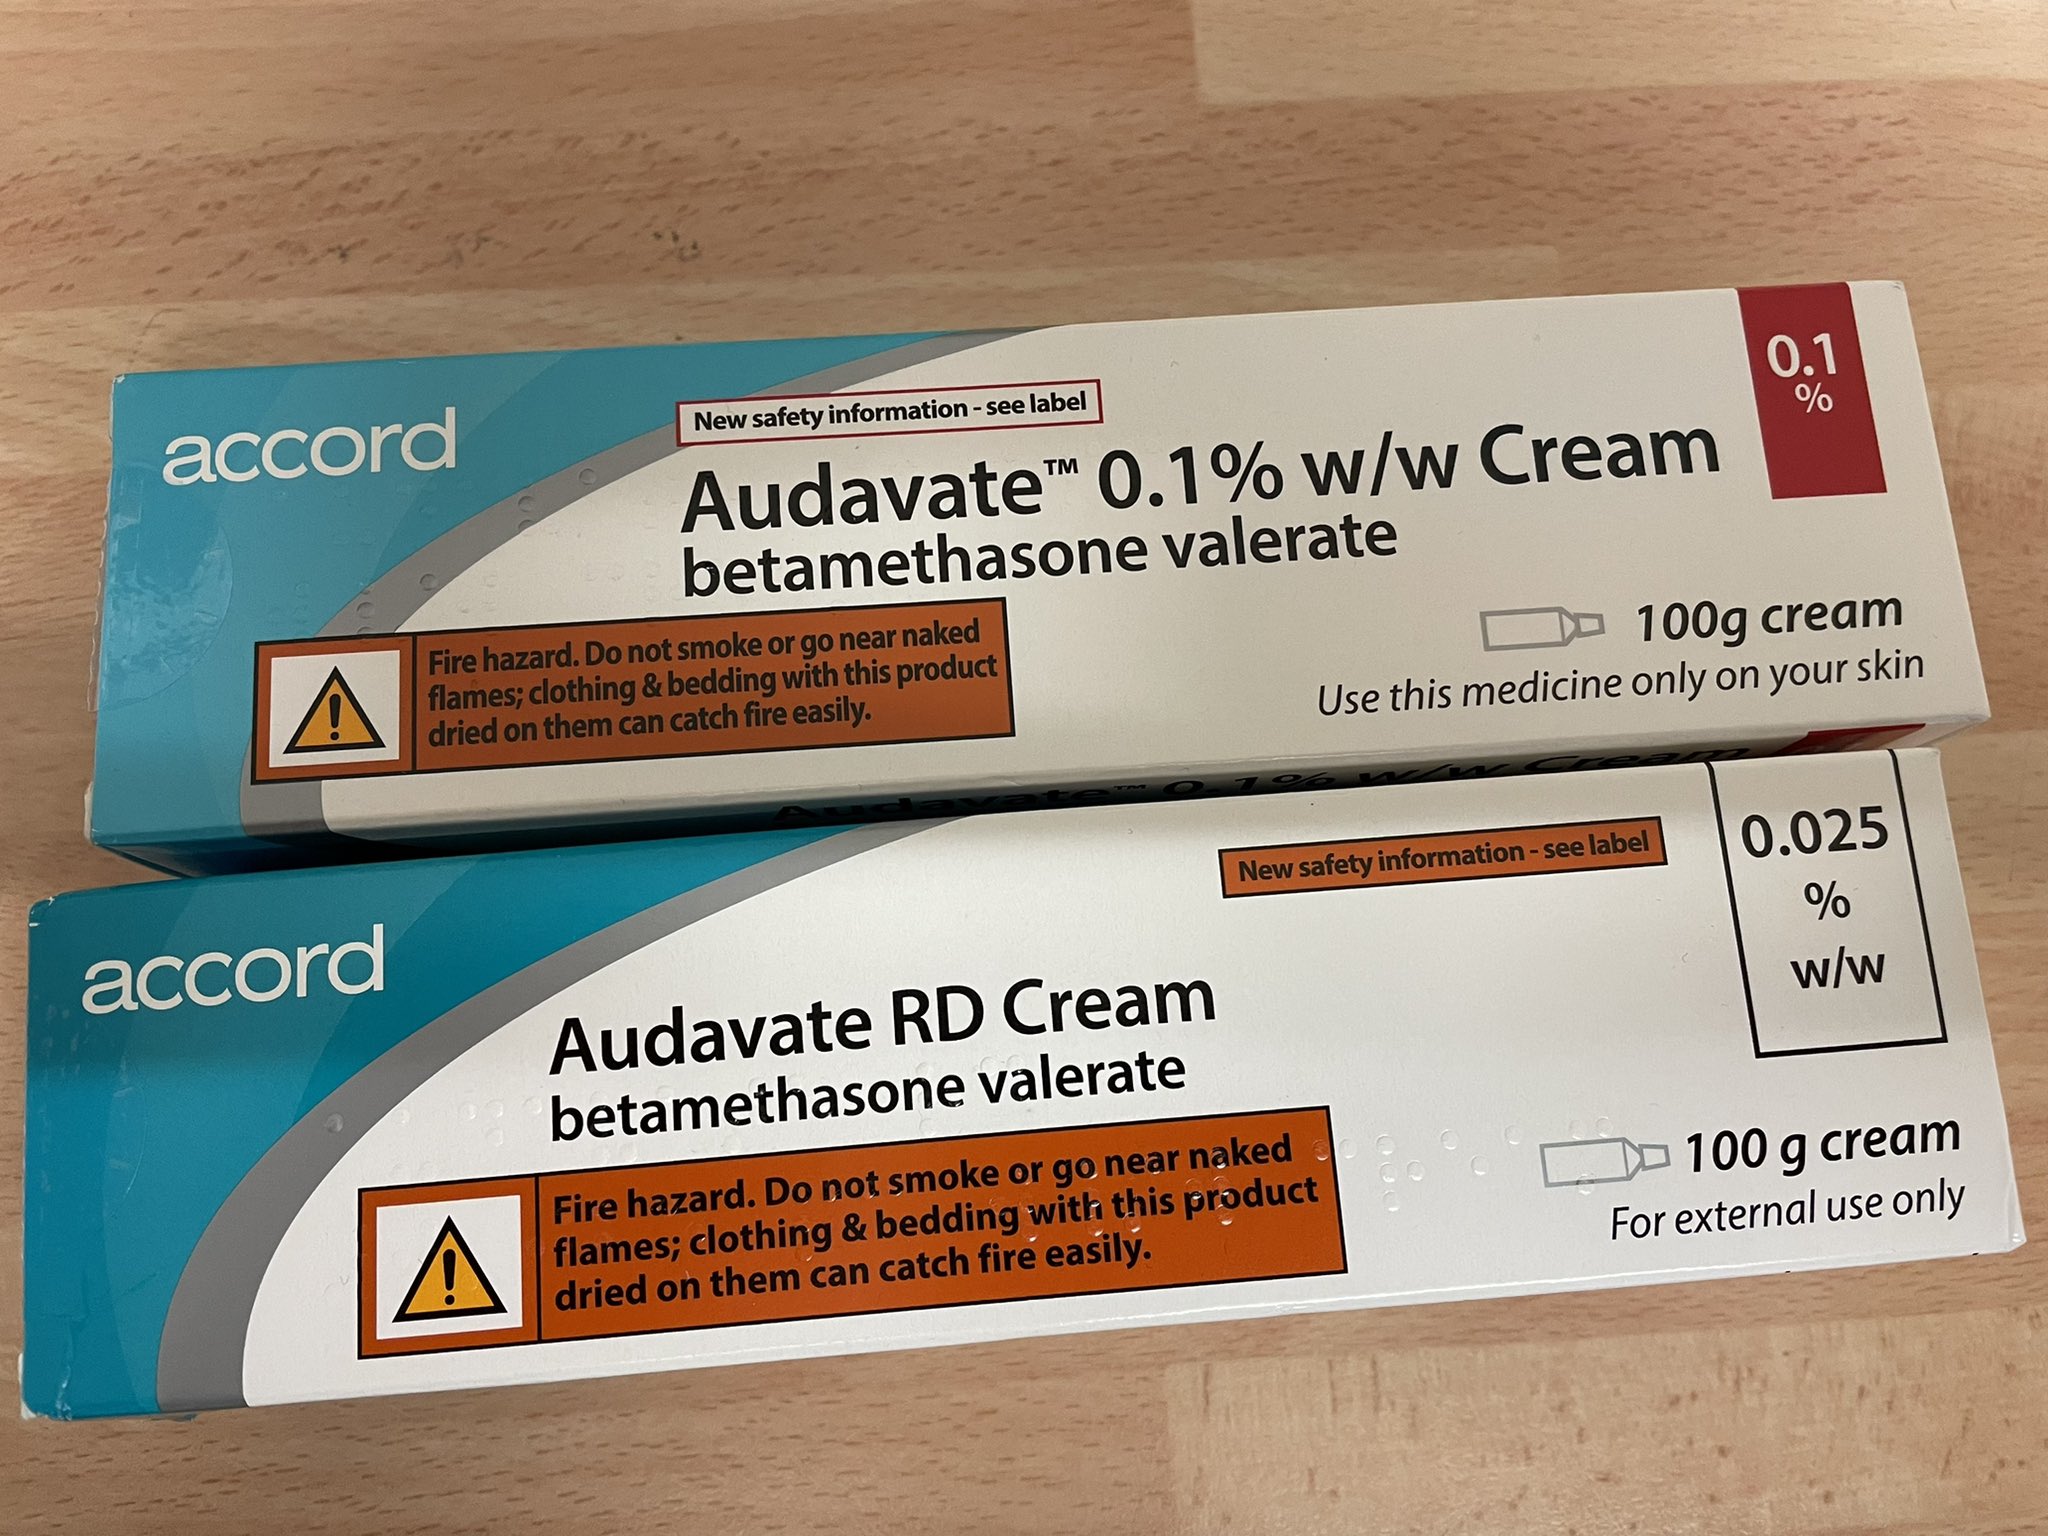 accord
New safety information - see label
Audavate™ 0.1% w/w Cream
betamethasone valerate
0.1
%
Fire hazard. Do not smoke or go near naked
flames; clothing & bedding with this product
dried on them can catch fire easily.
100g cream
Use this medicine only on your skin
Audavate™ 0.1% w/w Cream
accord
New safety information - see label
0.025
%
w/w
Audavate RD Cream
betamethasone valerate
Fire hazard. Do not smoke or go near naked
flames; clothing & bedding with this product
dried on them can catch fire easily.
100 g cream
For external use only